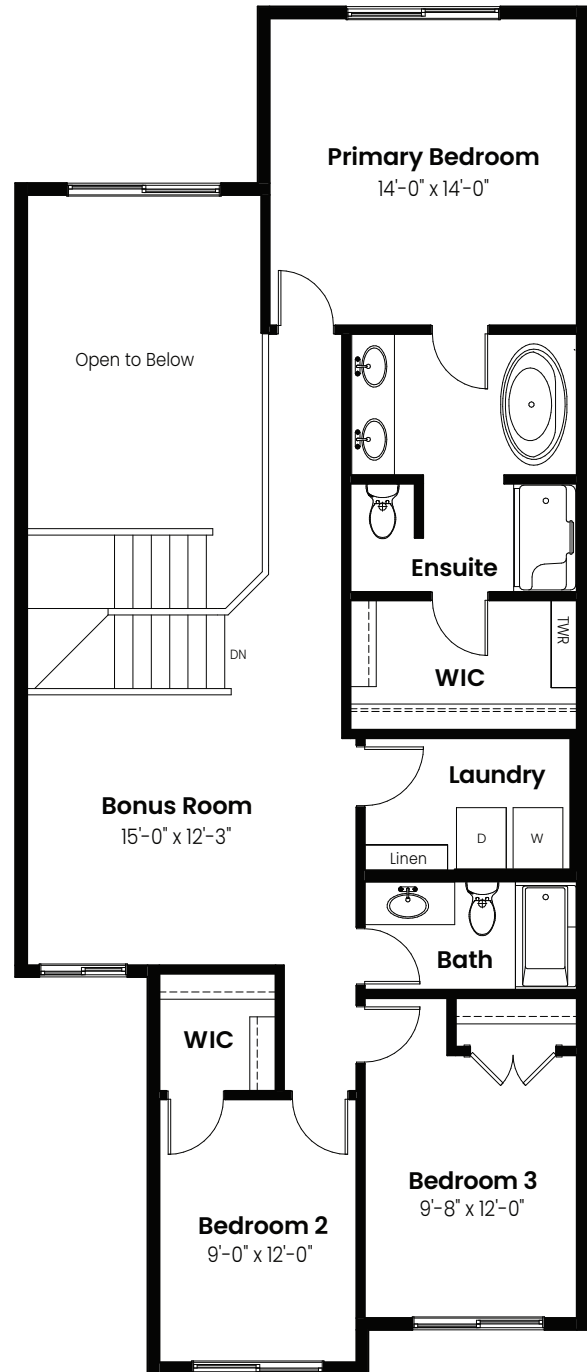 Primary Bedroom
14'-0" x 14'-0"
Open to Below
Ensuite
TWR
DN
WIC
Laundry
Bonus Room
15'-0" x 12'-3"
D
W
Linen
Bath
WIC
Bedroom 3
9'-8" x 12'-0"
Bedroom 2
9'-0" x 12'-0"